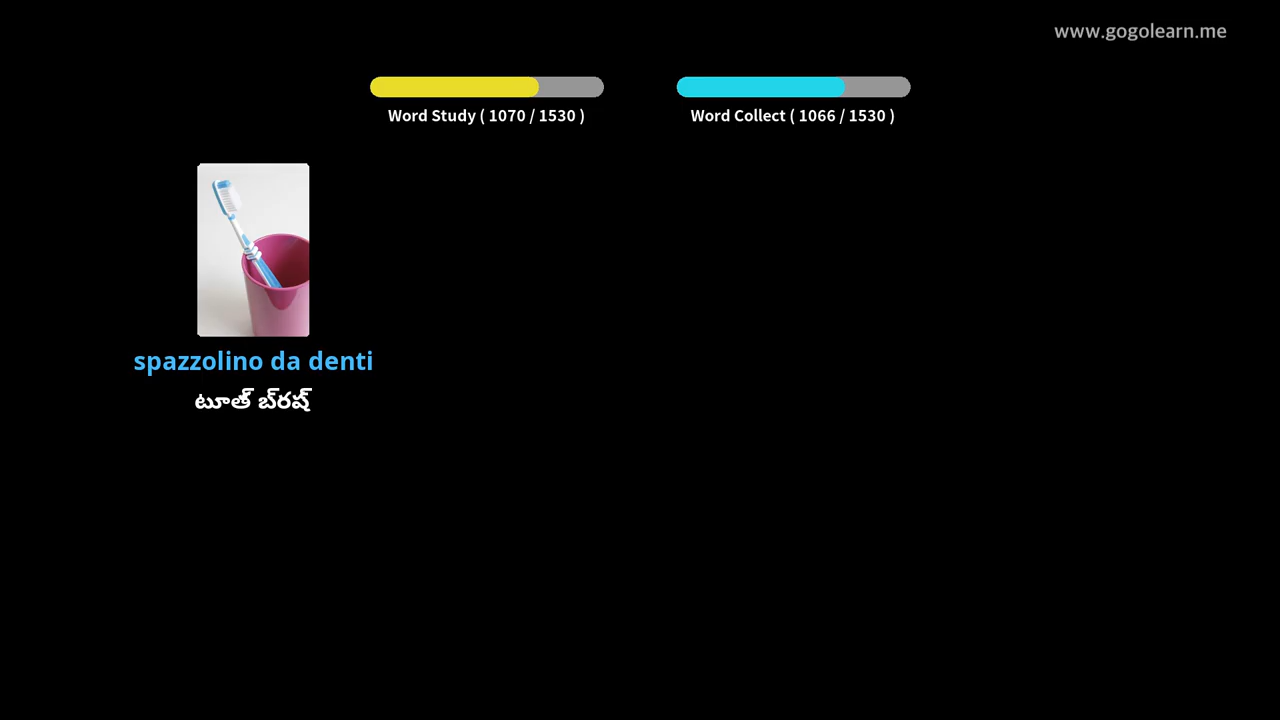 www.gogolearn.me
Word Study ( 1070 / 1530 )
Word Collect ( 1066 / 1530 )
spazzolino da denti
టూత్ బ్‌రష్